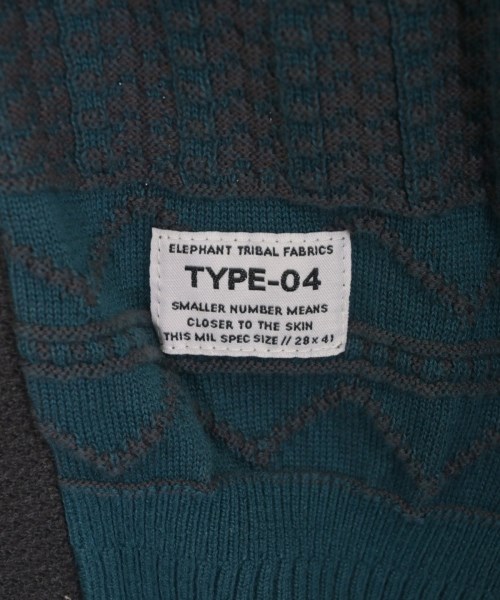 ELEPHANT TRIBAL FABRICS
TYPE-04
SMALLER NUMBER MEANS
CLOSER TO THE SKIN
THIS MIL SPEC SIZE // 28 x 41